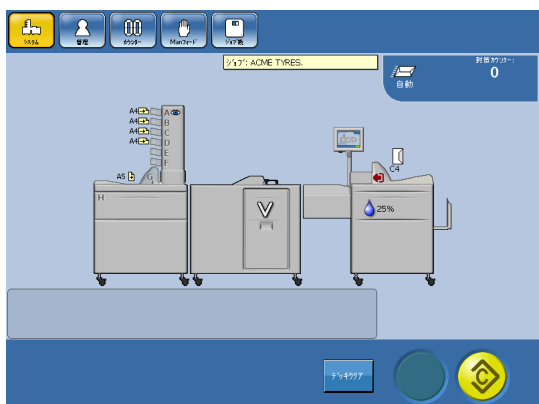 システム
管理
カウンター
Manフィード
ジョブ長
ジョブ: ACME TYRES.
封筒カウンター:
0
自動
A4
A4
A4
A4
A
B
C
D
E
F
A5
G
H
V
C4
25%
デッキクリア